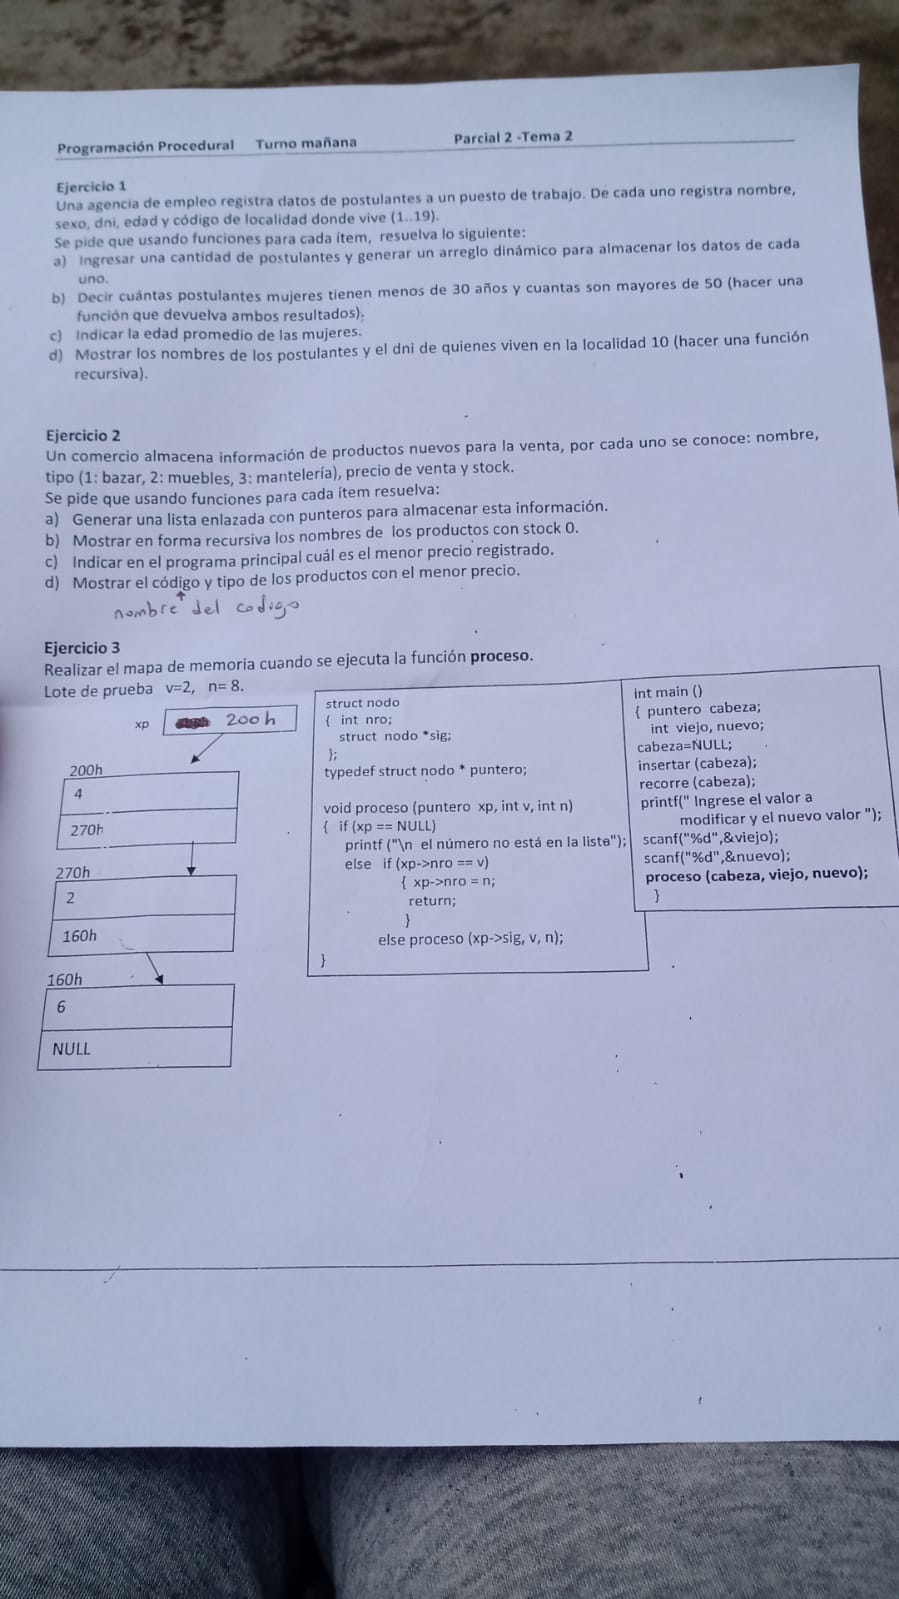 Programación Procedural Turno mañana Parcial 2 -Tema 2
Ejercicio 1
Una agencia de empleo registra datos de postulantes a un puesto de trabajo. De cada uno registra nombre,
sexo, dni, edad y código de localidad donde vive (1..19).
Se pide que usando funciones para cada ítem, resuelva lo siguiente:
a) Ingresar una cantidad de postulantes y generar un arreglo dinámico para almacenar los datos de cada
uno.
b) Decir cuántas postulantes mujeres tienen menos de 30 años y cuantas son mayores de 50 (hacer una
función que devuelva ambos resultados).
c) Indicar la edad promedio de las mujeres.
d) Mostrar los nombres de los postulantes y el dni de quienes viven en la localidad 10 (hacer una función
recursiva).
Ejercicio 2
Un comercio almacena información de productos nuevos para la venta, por cada uno se conoce: nombre,
tipo (1: bazar, 2: muebles, 3: mantelería), precio de venta y stock.
Se pide que usando funciones para cada ítem resuelva:
a) Generar una lista enlazada con punteros para almacenar esta información.
b) Mostrar en forma recursiva los nombres de los productos con stock 0.
c) Indicar en el programa principal cuál es el menor precio registrado.
d) Mostrar el código y tipo de los productos con el menor precio.
nombre del codigo
Ejercicio 3
Realizar el mapa de memoria cuando se ejecuta la función proceso.
Lote de prueba v=2, n= 8.
xp 200h
200h
4
270h
270h
2
160h
160h
6
NULL
struct nodo
{ int nro;
struct nodo *sig;
};
typedef struct nodo * puntero;
void proceso (puntero xp, int v, int n)
{ if (xp == NULL)
printf ("\n el número no está en la lista");
else if (xp->nro == v)
{ xp->nro = n;
return;
}
else proceso (xp->sig, v, n);
}
int main ()
{ puntero cabeza;
int viejo, nuevo;
cabeza=NULL;
insertar (cabeza);
recorre (cabeza);
printf(" Ingrese el valor a
modificar y el nuevo valor ");
scanf("%d",&viejo);
scanf("%d",&nuevo);
proceso (cabeza, viejo, nuevo);
}